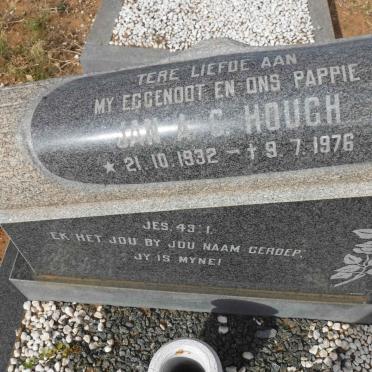 TERE LIEFDE AAN
MY EGGENOOT EN ONS PAPPIE
JAN A. C. HOUGH
★ 21.10.1932 – ✝ 9.7.1976
JES. 43:1.
EK HET JOU BY JOU NAAM GEROEP,
JY IS MYNE!